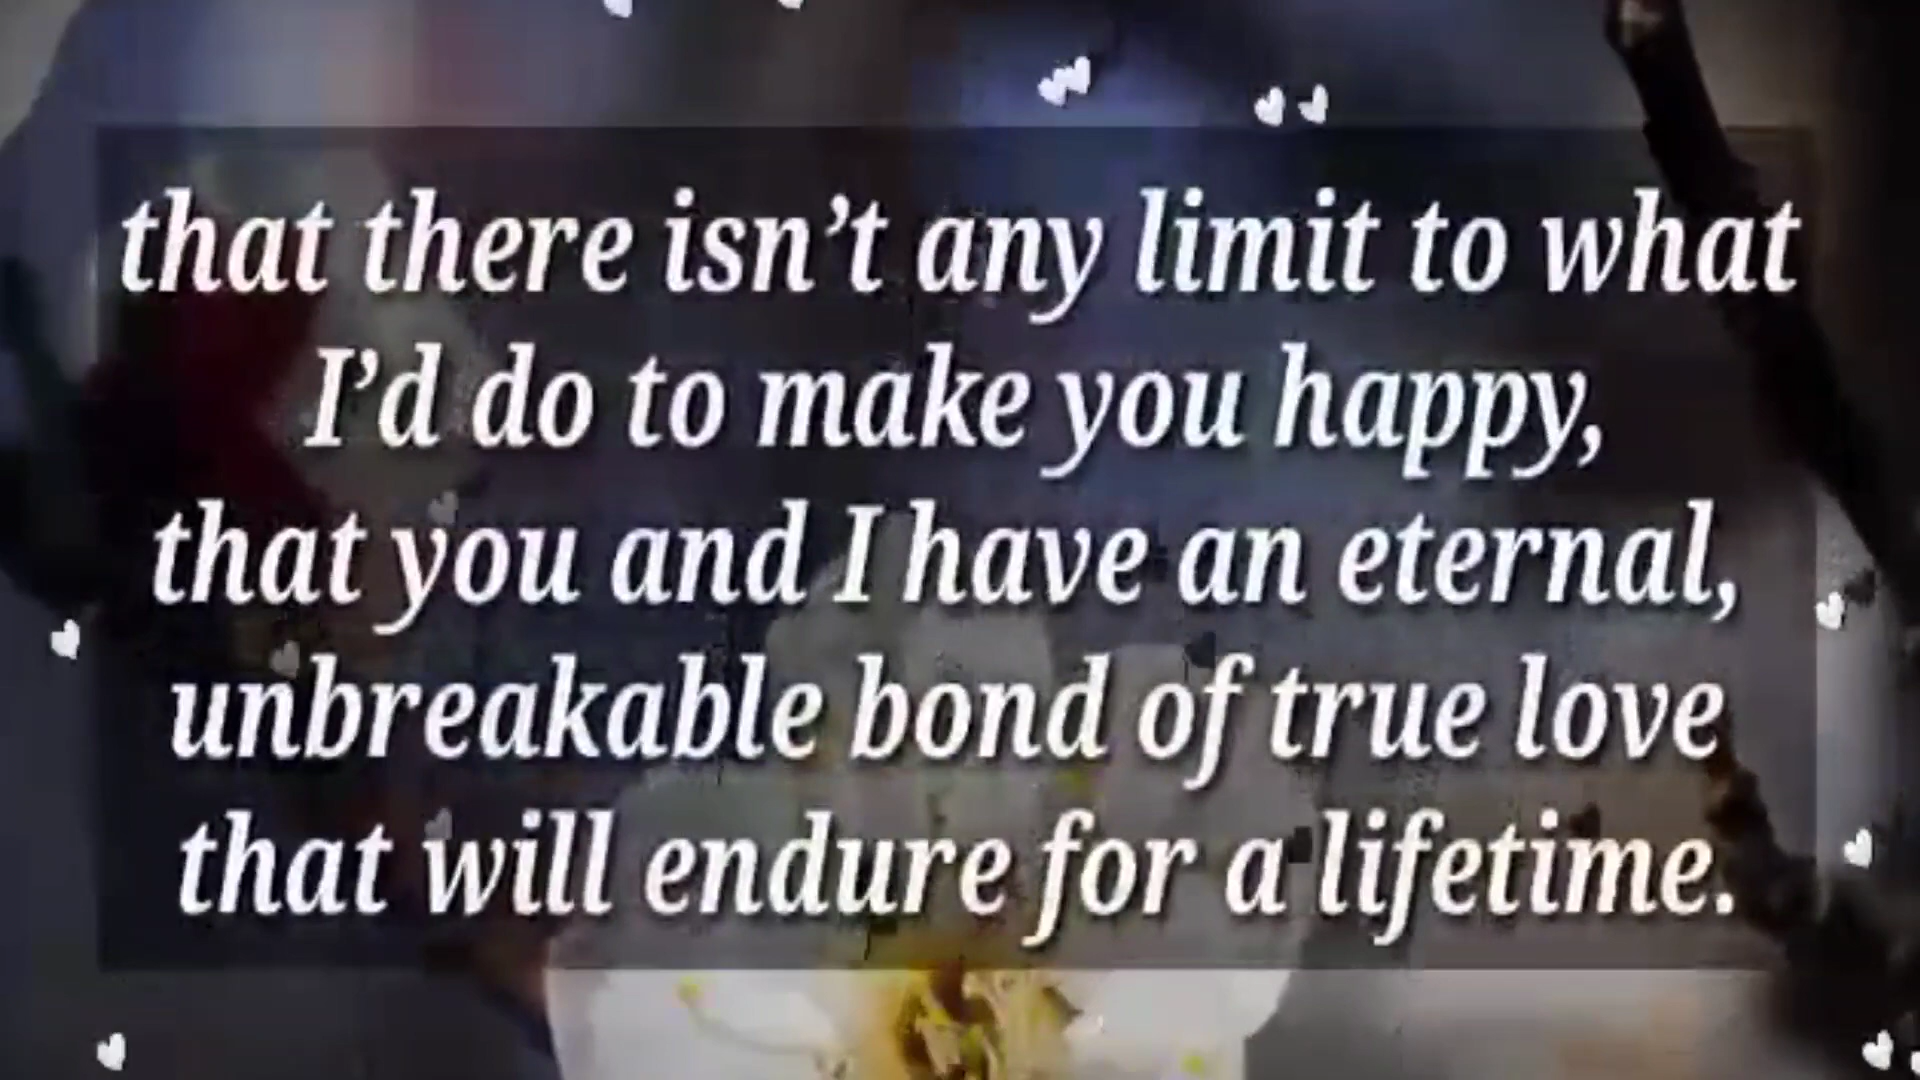 that there isn’t any limit to what
I’d do to make you happy,
that you and I have an eternal,
unbreakable bond of true love
that will endure for a lifetime.